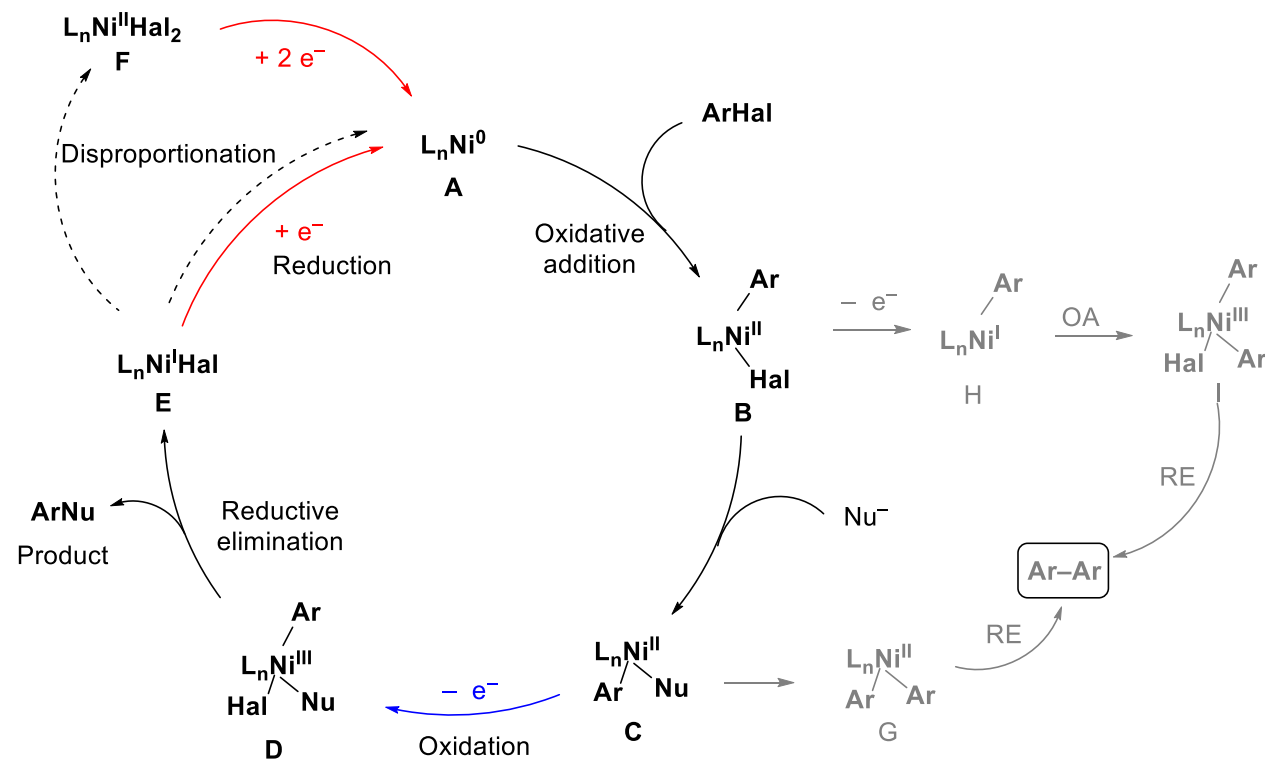 LₙNiᴵᴵHal₂
F
+ 2 e⁻
Disproportionation
LₙNi⁰
A
ArHal
+ e⁻
Reduction
Oxidative
addition
Ar
LₙNiᴵᴵ
Hal
B
− e⁻
Ar
LₙNiᴵ
H
OA
Ar
LₙNiᴵᴵᴵ
Hal
Ar
I
LₙNiᴵHal
E
ArNu
Product
Reductive
elimination
Nu⁻
RE
Ar–Ar
RE
Ar
LₙNiᴵᴵᴵ
Hal
Nu
D
− e⁻
Oxidation
LₙNiᴵᴵ
Ar
Nu
C
LₙNiᴵᴵ
Ar
Ar
G